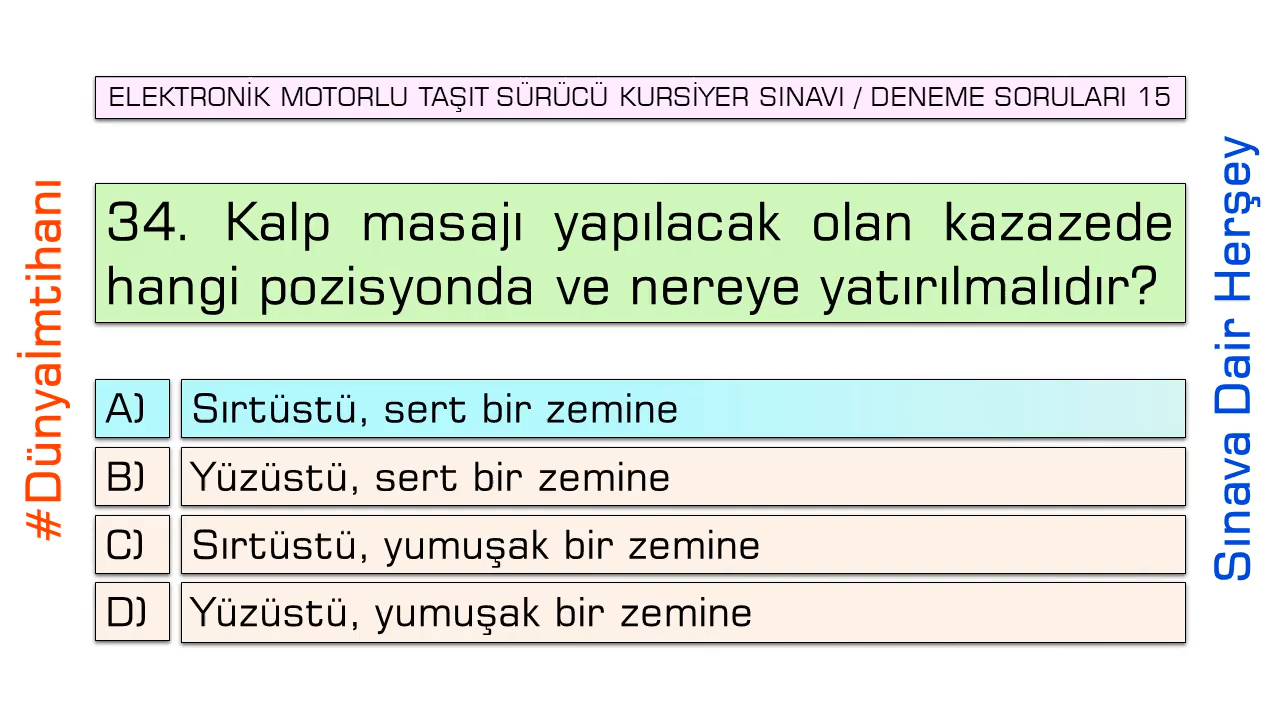 ELEKTRONİK MOTORLU TAŞIT SÜRÜCÜ KURSİYER SINAVI / DENEME SORULARI 15
#Dünyaİmtihanı
34. Kalp masajı yapılacak olan kazazede
hangi pozisyonda ve nereye yatırılmalıdır?
A) Sırtüstü, sert bir zemine
B) Yüzüstü, sert bir zemine
C) Sırtüstü, yumuşak bir zemine
D) Yüzüstü, yumuşak bir zemine
Sınava Dair Herşey